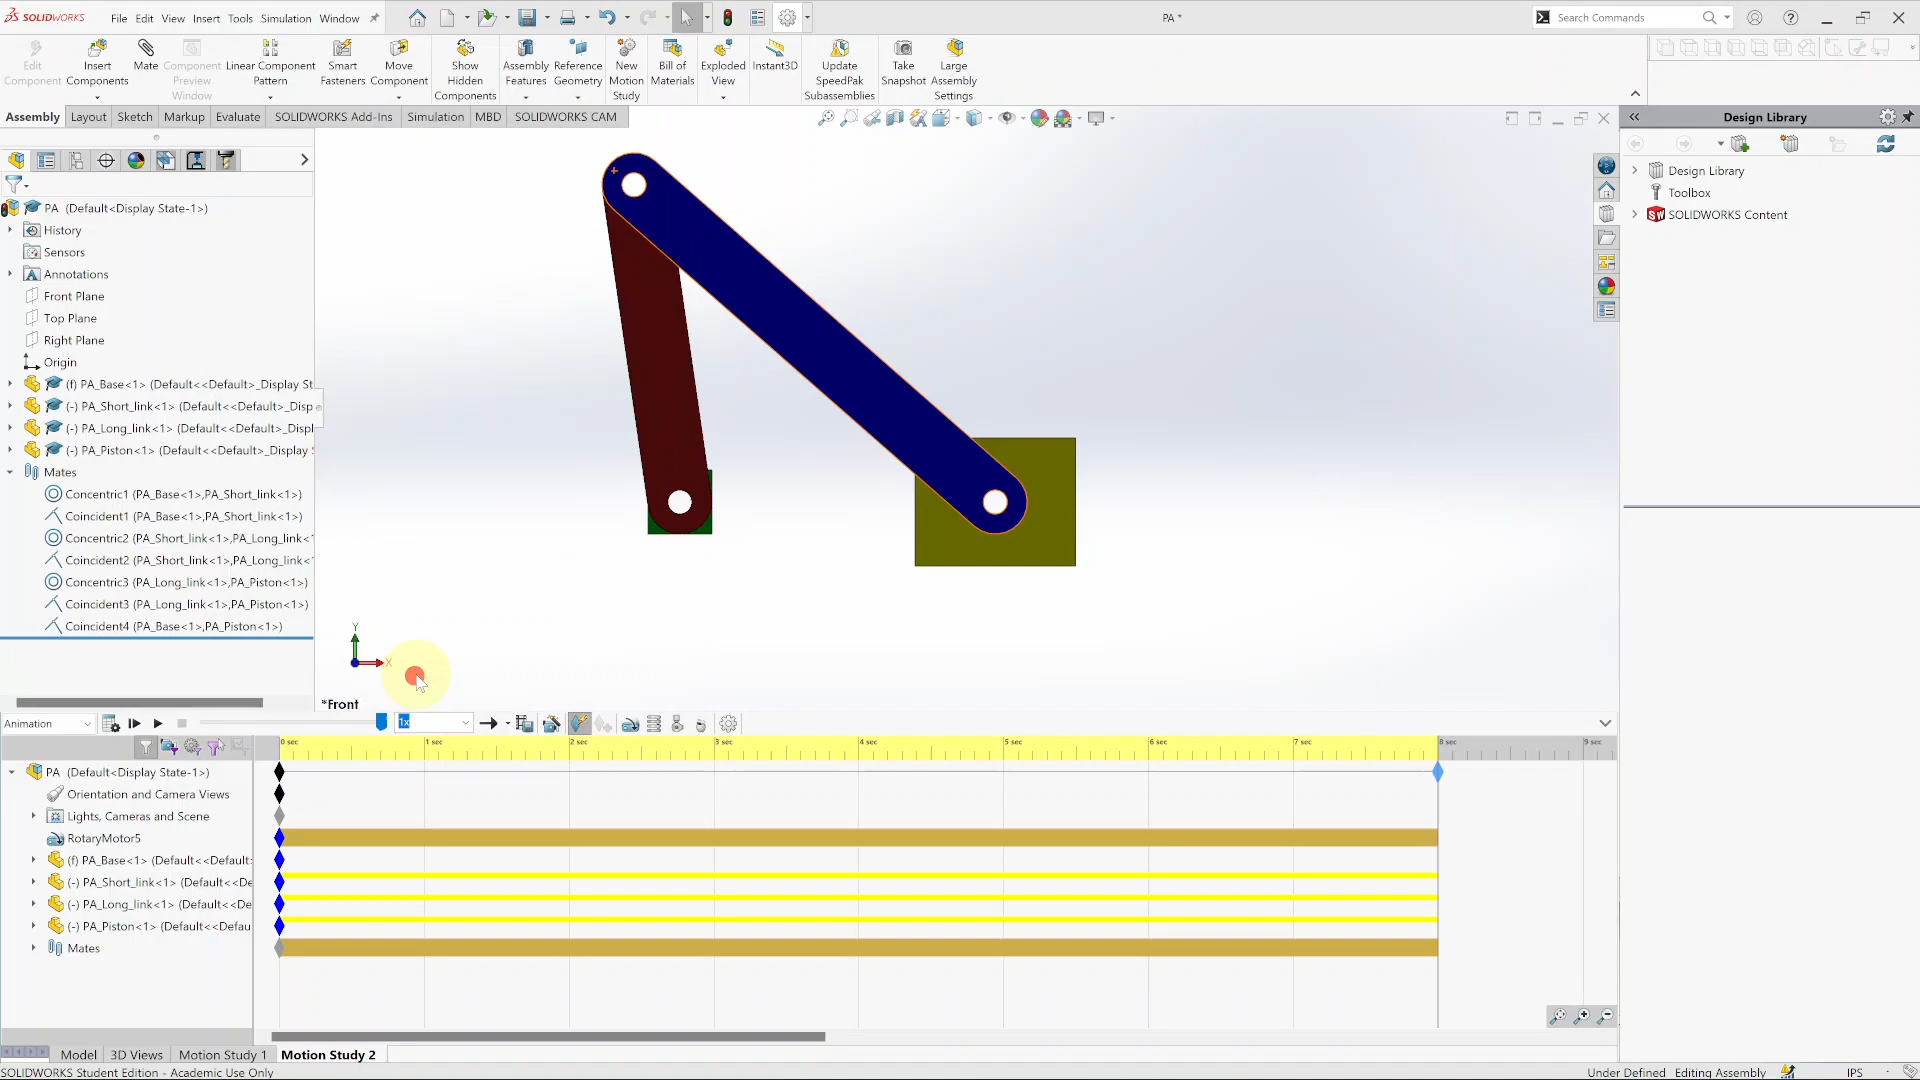 SOLIDWORKS File Edit View Insert Tools Simulation Window PA * Search Commands
Edit Component
Insert Components
Mate
Component Preview Window
Linear Component Pattern
Smart Fasteners
Move Component
Show Hidden Components
Assembly Features
Reference Geometry
New Motion Study
Bill of Materials
Exploded View
Instant3D
Update SpeedPak Subassemblies
Take Snapshot
Large Assembly Settings
Assembly Layout Sketch Markup Evaluate SOLIDWORKS Add-Ins Simulation MBD SOLIDWORKS CAM
PA (Default<Display State-1>)
History
Sensors
Annotations
Front Plane
Top Plane
Right Plane
Origin
(f) PA_Base<1> (Default<<Default>_Display St
(-) PA_Short_link<1> (Default<<Default>_Disp
(-) PA_Long_link<1> (Default<<Default>_Displ
(-) PA_Piston<1> (Default<<Default>_Display
Mates
Concentric1 (PA_Base<1>,PA_Short_link<1>)
Coincident1 (PA_Base<1>,PA_Short_link<1>)
Concentric2 (PA_Short_link<1>,PA_Long_link<
Coincident2 (PA_Short_link<1>,PA_Long_link<
Concentric3 (PA_Long_link<1>,PA_Piston<1>)
Coincident3 (PA_Long_link<1>,PA_Piston<1>)
Coincident4 (PA_Base<1>,PA_Piston<1>)
Y
X
*Front
Design Library
Design Library
Toolbox
SOLIDWORKS Content
Animation
1x
0 sec 1 sec 2 sec 3 sec 4 sec 5 sec 6 sec 7 sec 8 sec 9 sec
PA (Default<Display State-1>)
Orientation and Camera Views
Lights, Cameras and Scene
RotaryMotor5
(f) PA_Base<1> (Default<<Default>
(-) PA_Short_link<1> (Default<<De
(-) PA_Long_link<1> (Default<<De
(-) PA_Piston<1> (Default<<Defau
Mates
Model 3D Views Motion Study 1 Motion Study 2
SOLIDWORKS Student Edition - Academic Use Only Under Defined Editing Assembly IPS